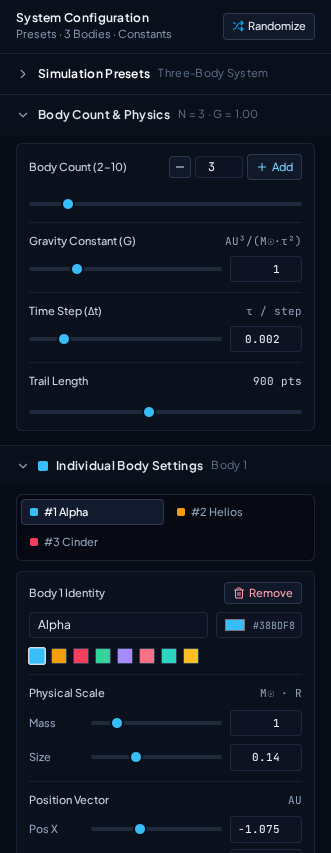 System Configuration
Presets · 3 Bodies · Constants
Randomize
Simulation Presets Three-Body System
Body Count & Physics N = 3 · G = 1.00
Body Count (2–10) − 3 + Add
Gravity Constant (G) AU³/(M☉·τ²)
1
Time Step (Δt) τ / step
0.002
Trail Length 900 pts
Individual Body Settings Body 1
#1 Alpha #2 Helios
#3 Cinder
Body 1 Identity Remove
Alpha #38BDF8
Physical Scale M☉ · R
Mass 1
Size 0.14
Position Vector AU
Pos X -1.075